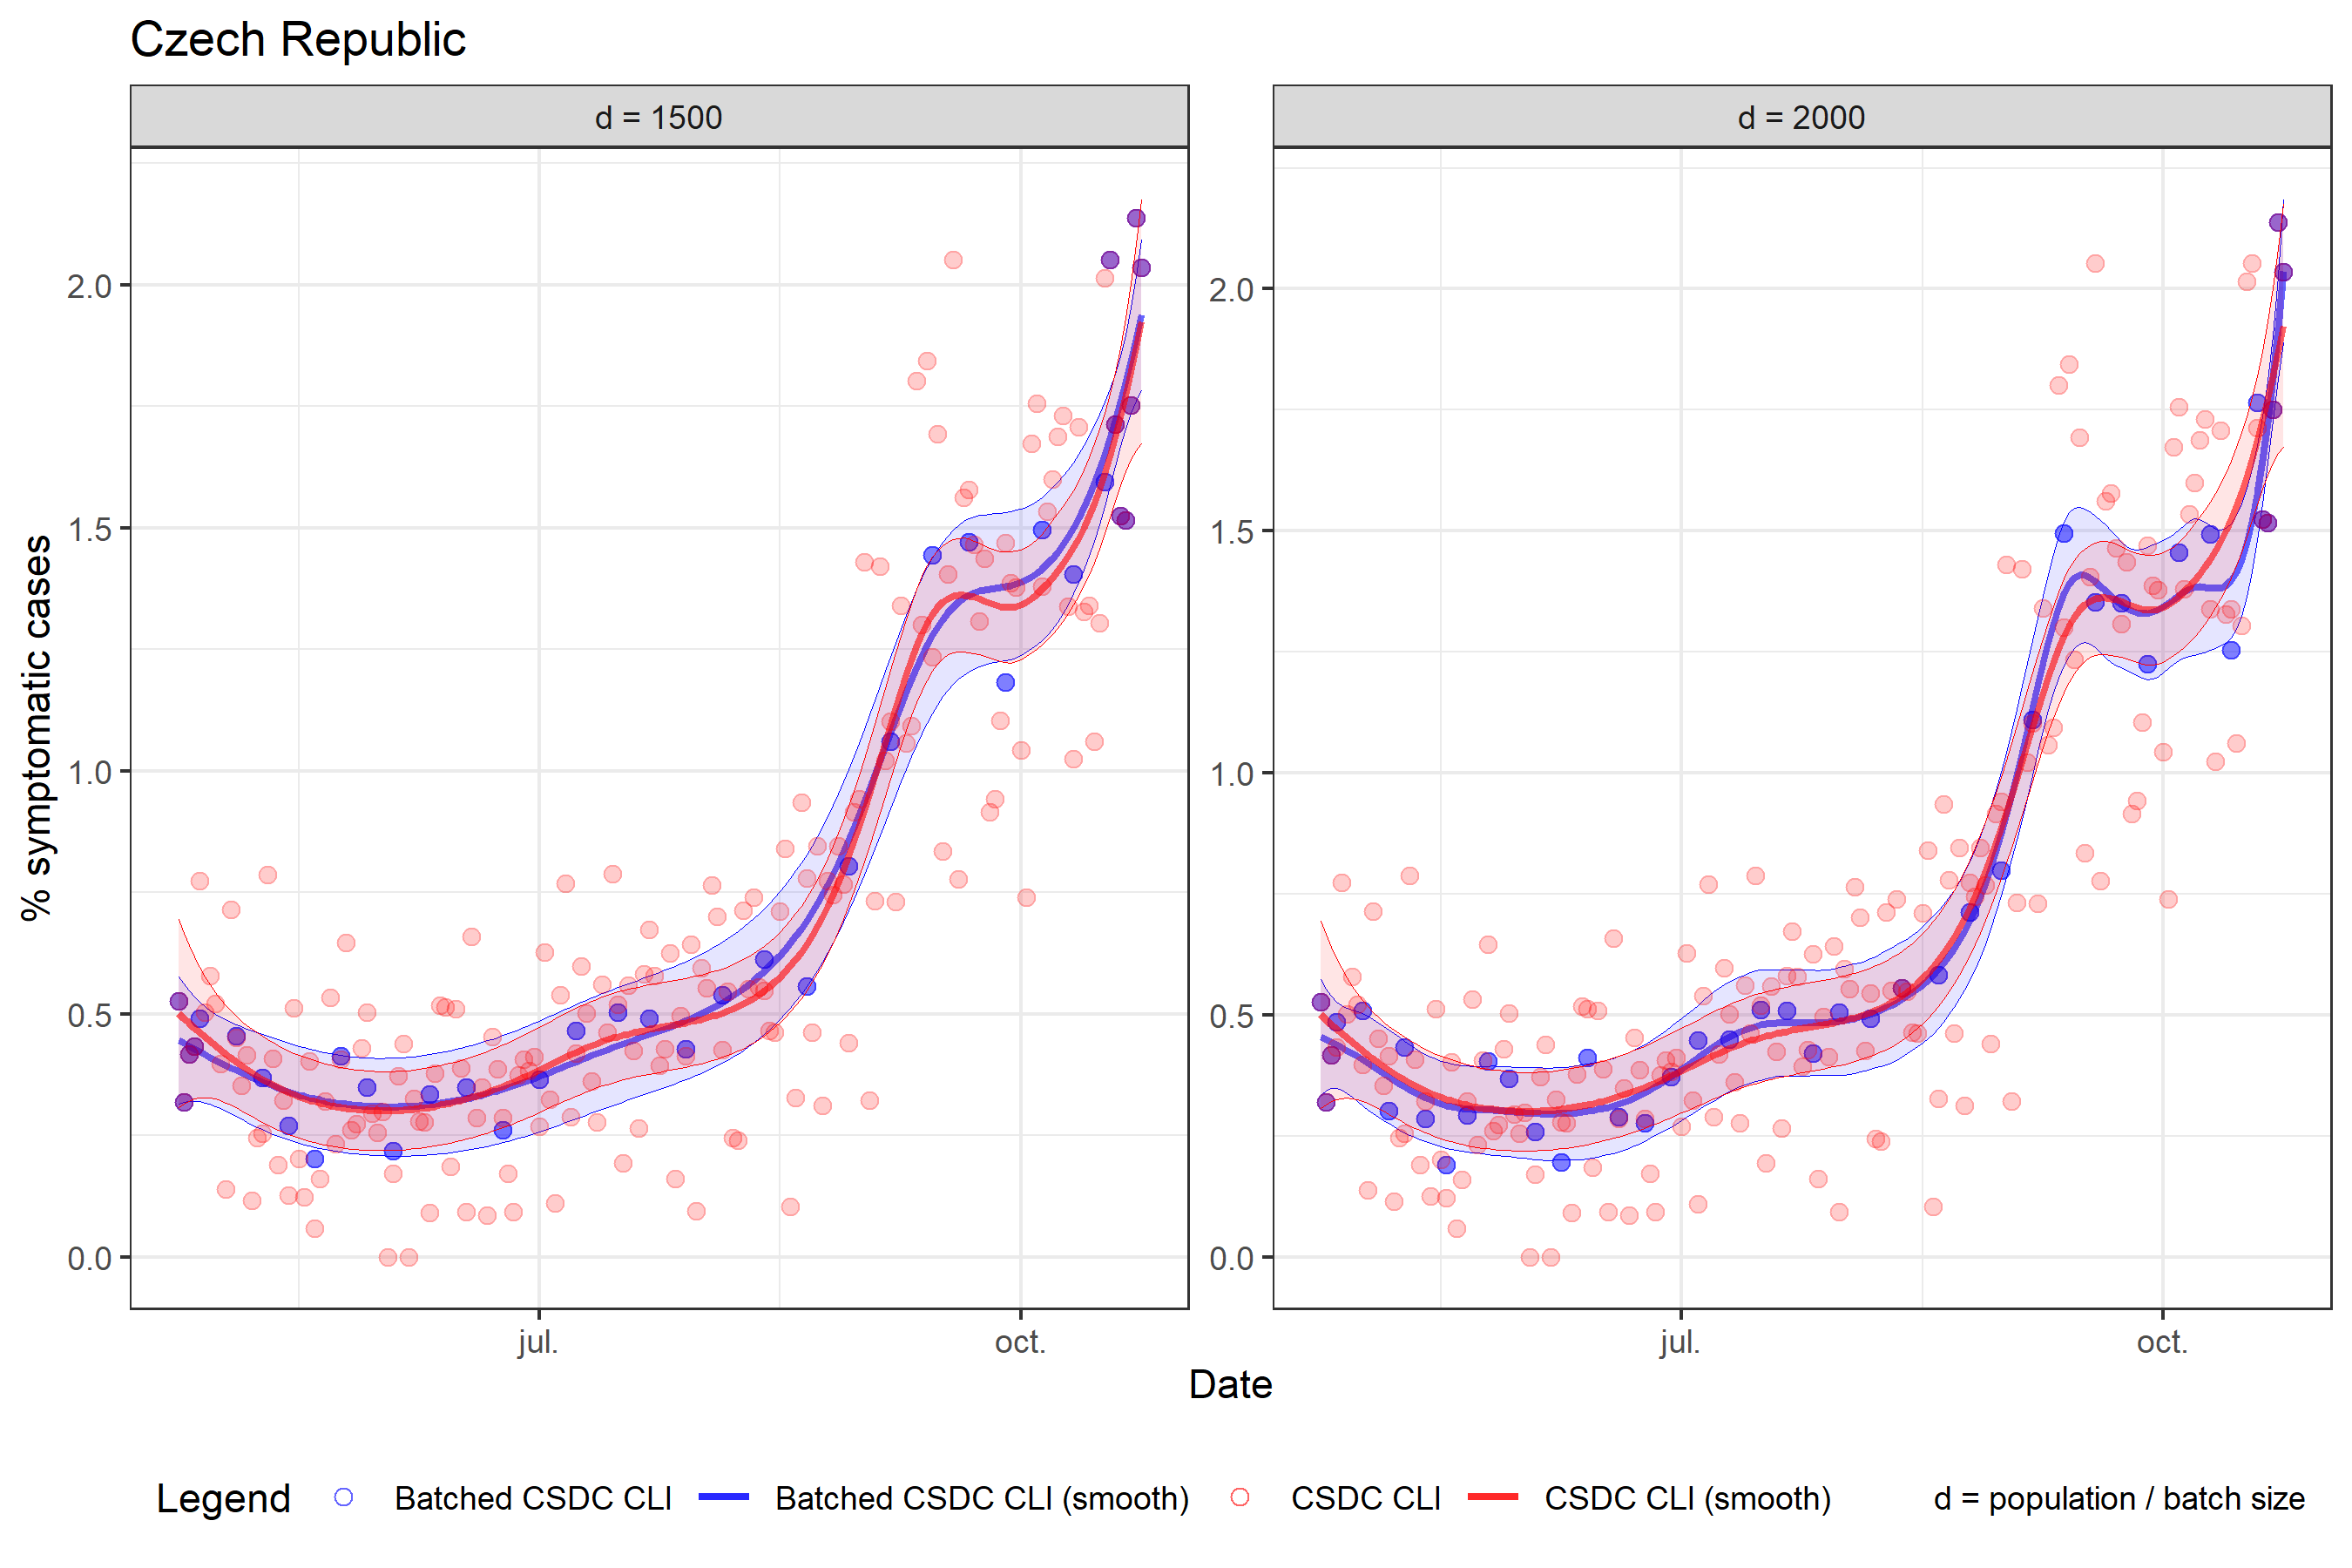 Czech Republic
d = 1500
d = 2000
% symptomatic cases
2.0
1.5
1.0
0.5
0.0
2.0
1.5
1.0
0.5
0.0
jul.
oct.
jul.
oct.
Date
Legend Batched CSDC CLI Batched CSDC CLI (smooth) CSDC CLI CSDC CLI (smooth) d = population / batch size